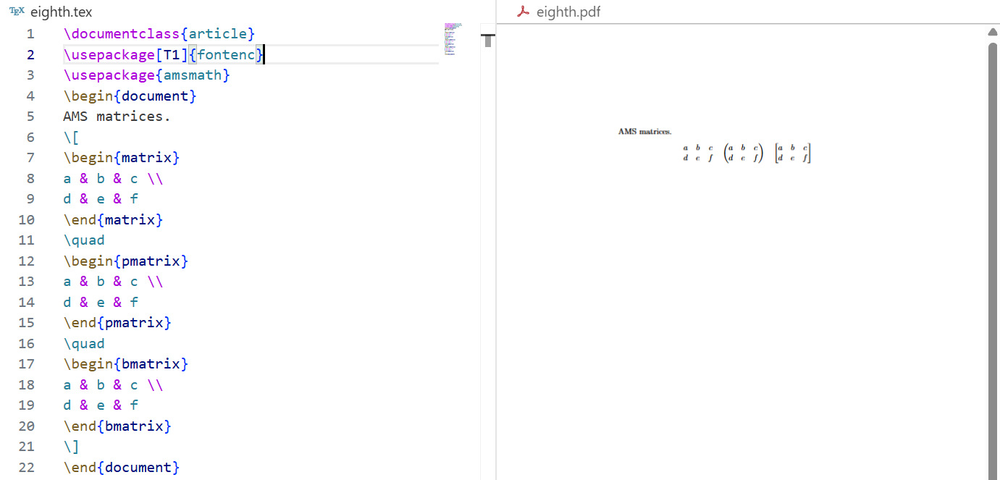 TEX eighth.tex
1 \documentclass{article}
2 \usepackage[T1]{fontenc}
3 \usepackage{amsmath}
4 \begin{document}
5 AMS matrices.
6 \[
7 \begin{matrix}
8 a & b & c \\
9 d & e & f
10 \end{matrix}
11 \quad
12 \begin{pmatrix}
13 a & b & c \\
14 d & e & f
15 \end{pmatrix}
16 \quad
17 \begin{bmatrix}
18 a & b & c \\
19 d & e & f
20 \end{bmatrix}
21 \]
22 \end{document}
eighth.pdf
AMS matrices.
a b c (a b c) [a b c]
d e f (d e f) [d e f]